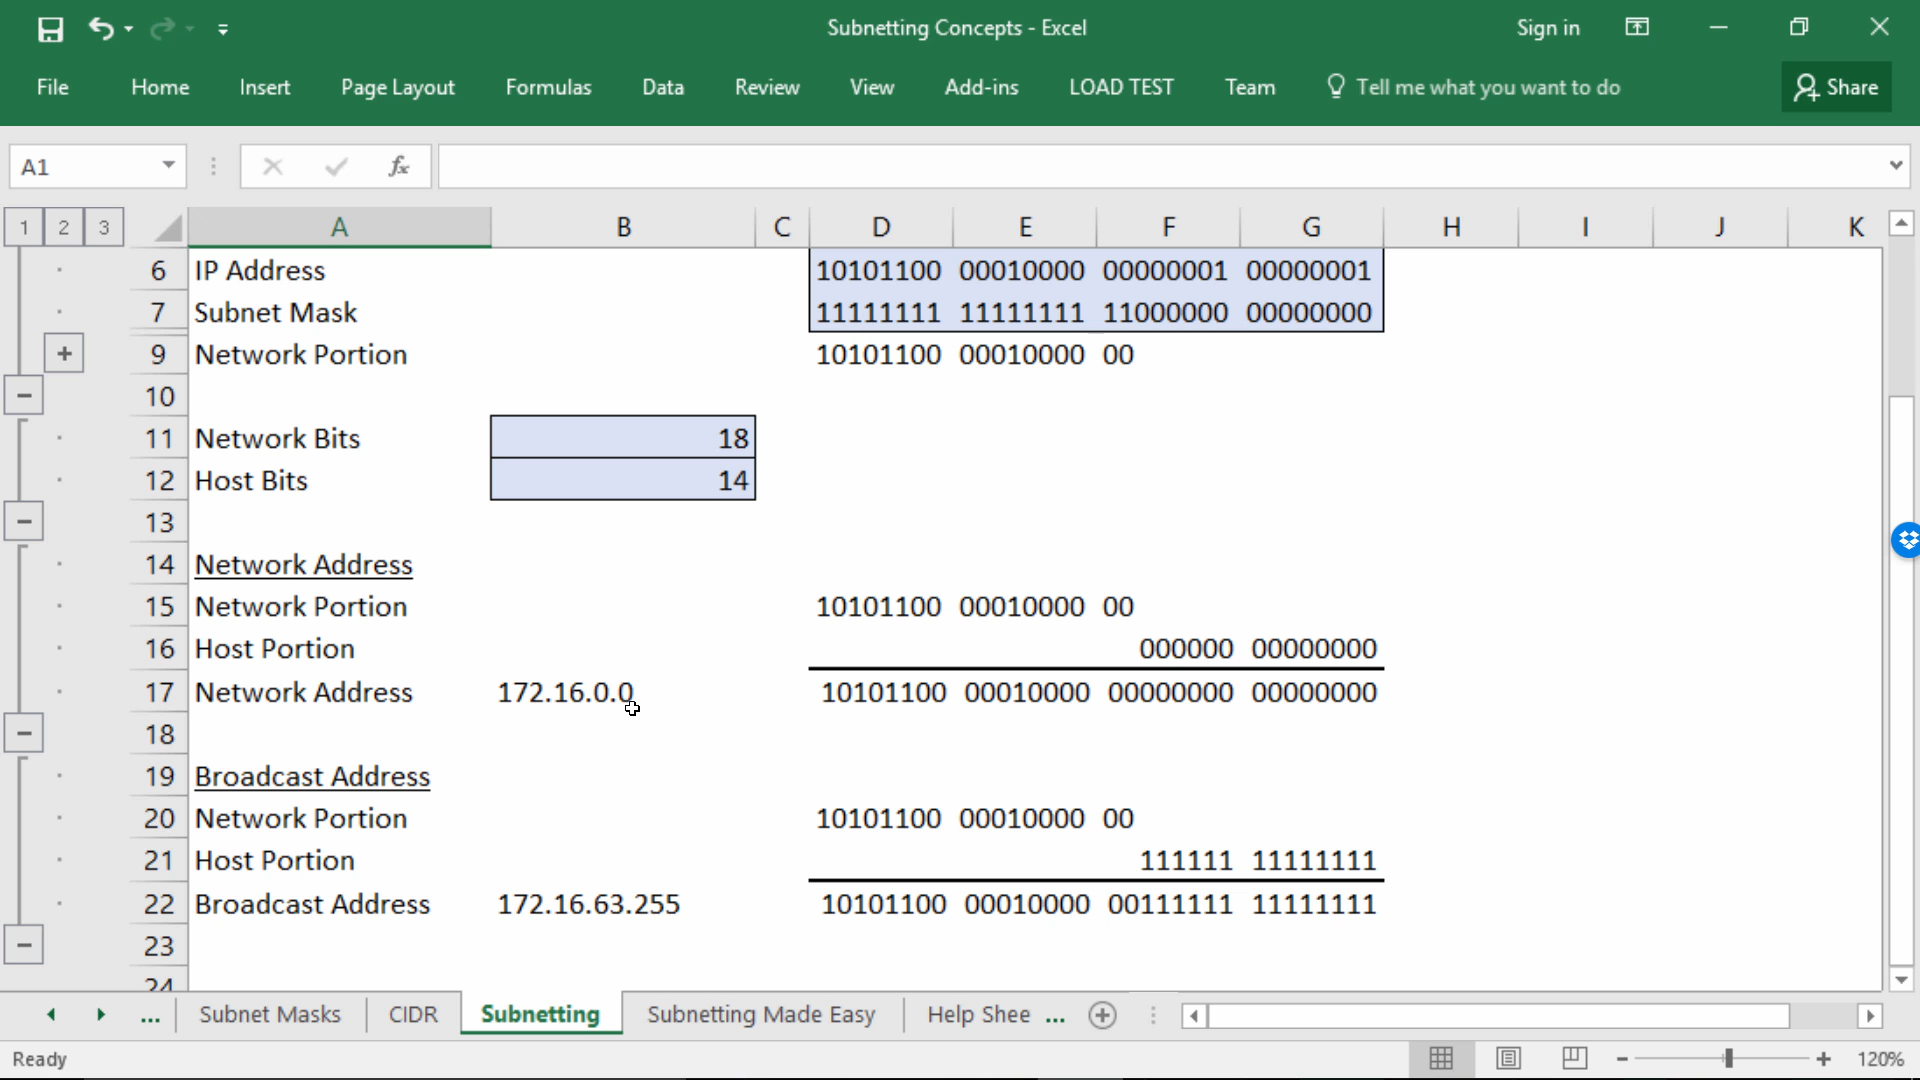 Subnetting Concepts - Excel
Sign in
File Home Insert Page Layout Formulas Data Review View Add-ins LOAD TEST Team Tell me what you want to do Share
A1 fx
1 2 3 A B C D E F G H I J K
6 IP Address 10101100 00010000 00000001 00000001
7 Subnet Mask 11111111 11111111 11000000 00000000
9 Network Portion 10101100 00010000 00
10
11 Network Bits 18
12 Host Bits 14
13
14 Network Address
15 Network Portion 10101100 00010000 00
16 Host Portion 000000 00000000
17 Network Address 172.16.0.0 10101100 00010000 00000000 00000000
18
19 Broadcast Address
20 Network Portion 10101100 00010000 00
21 Host Portion 111111 11111111
22 Broadcast Address 172.16.63.255 10101100 00010000 00111111 11111111
23
24
... Subnet Masks CIDR Subnetting Subnetting Made Easy Help Shee ...
Ready 120%